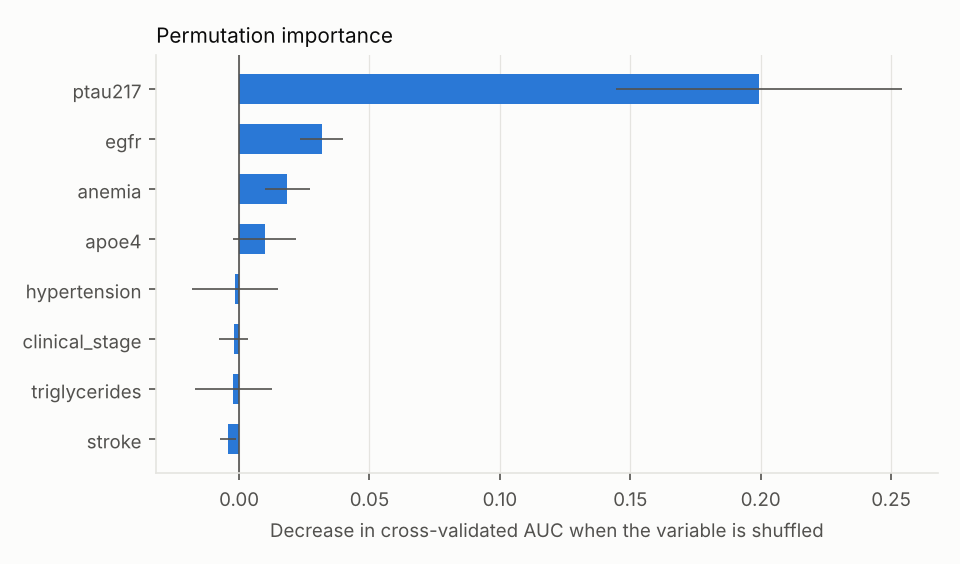 Permutation importance
ptau217
egfr
anemia
apoe4
hypertension
clinical_stage
triglycerides
stroke
0.00 0.05 0.10 0.15 0.20 0.25
Decrease in cross-validated AUC when the variable is shuffled